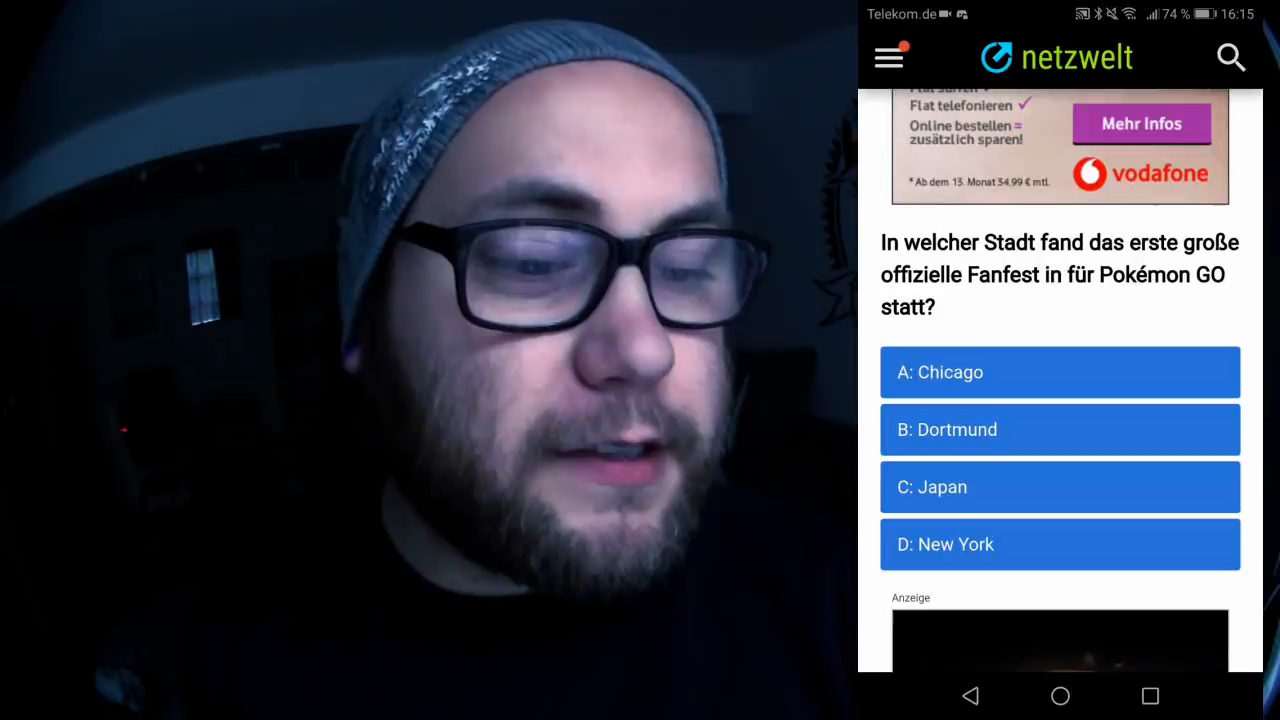 Telekom.de
74 %
16:15
netzwelt
Flat surfen ✓
Flat telefonieren ✓
Mehr Infos
Online bestellen =
zusätzlich sparen!
*Ab dem 13. Monat 34,99 € mtl.
vodafone
In welcher Stadt fand das erste große
offizielle Fanfest in für Pokémon GO
statt?
A: Chicago
B: Dortmund
C: Japan
D: New York
Anzeige